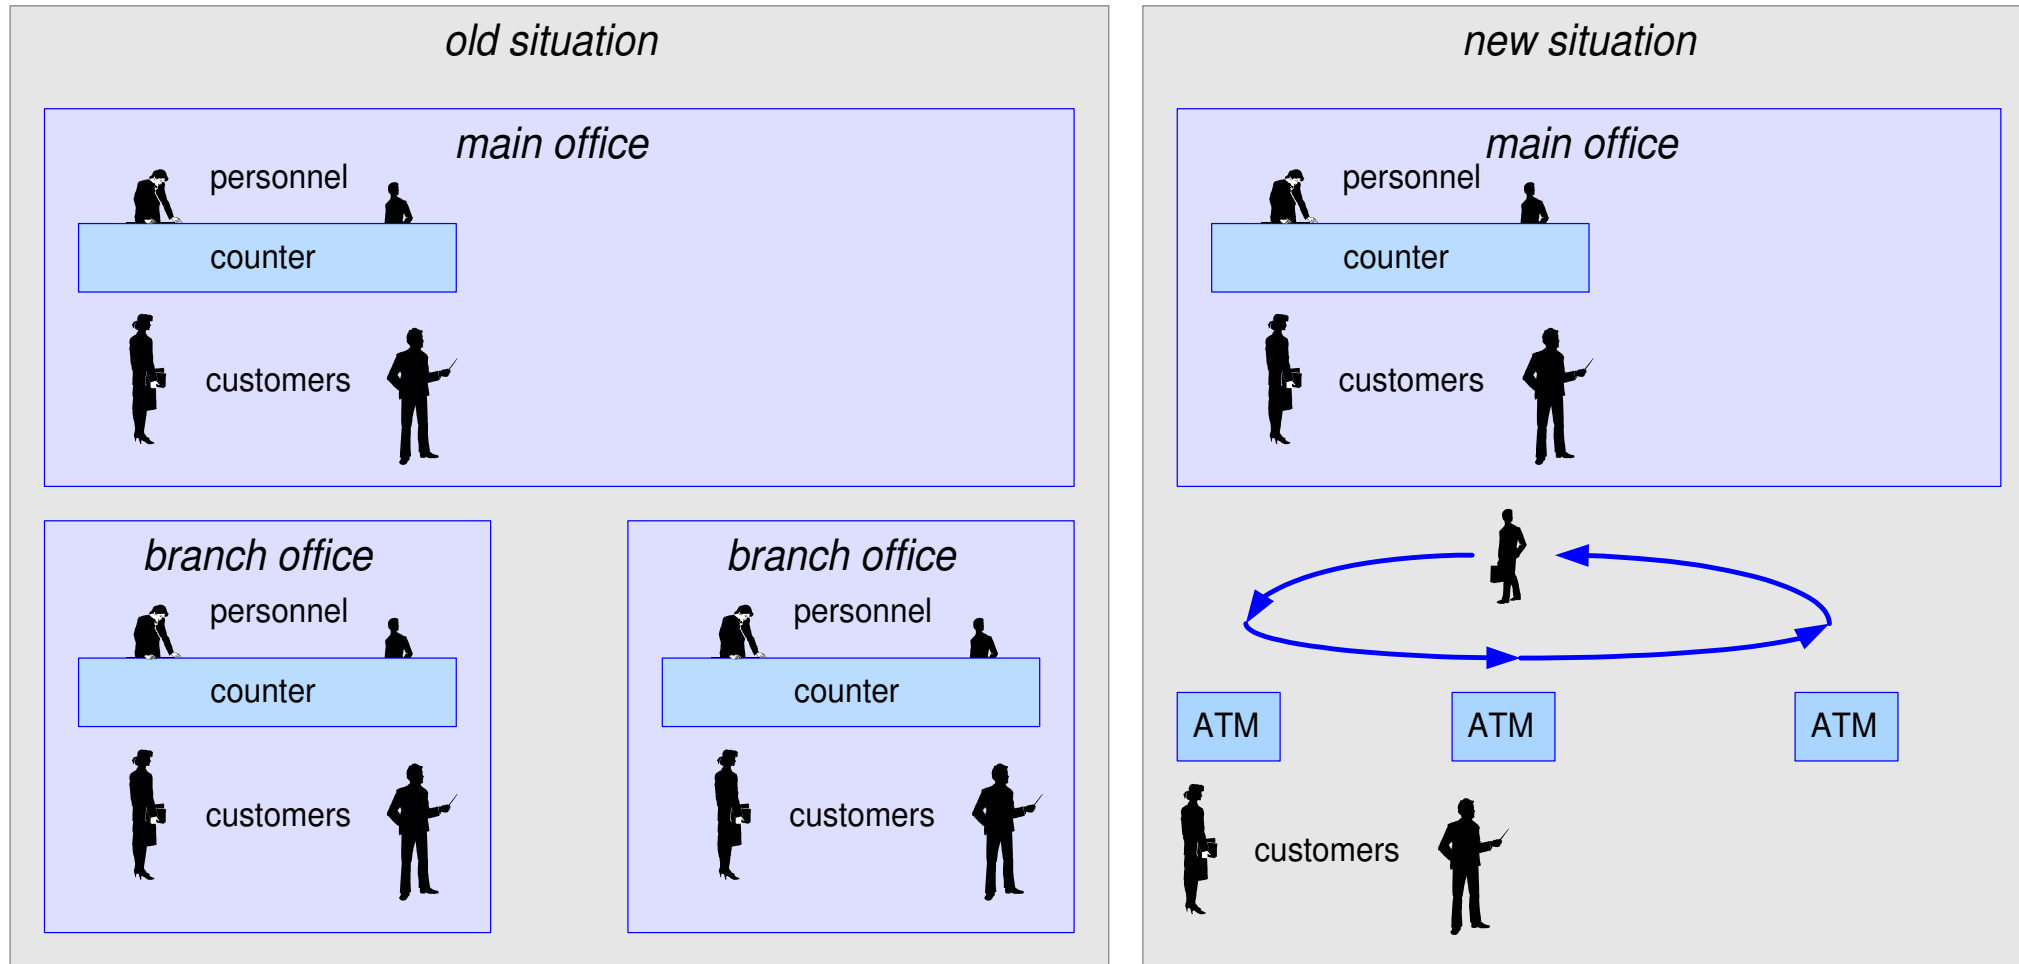 old situation
main office
personnel
counter
customers
branch office
personnel
counter
customers
branch office
personnel
counter
customers
new situation
main office
personnel
counter
customers
ATM
ATM
ATM
customers